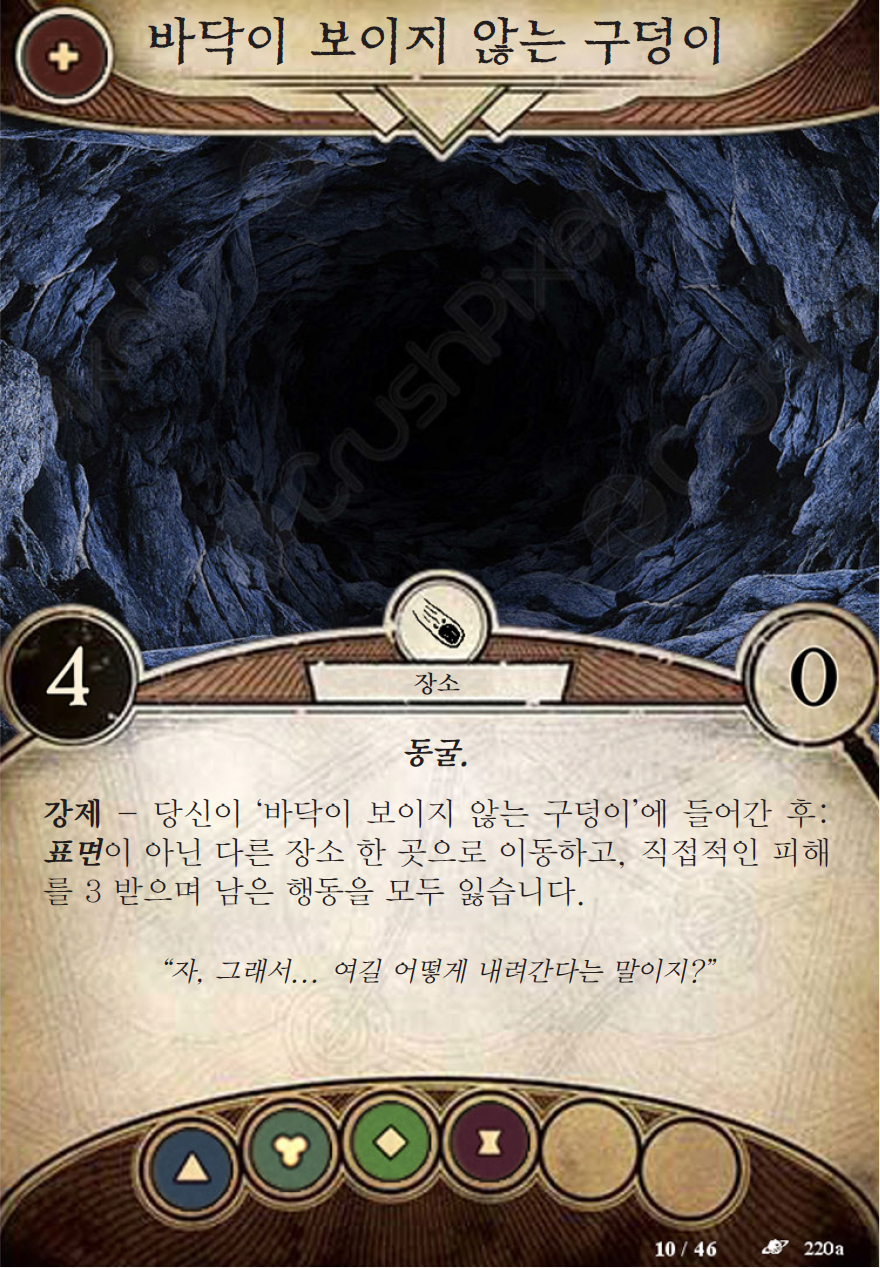 바닥이 보이지 않는 구덩이
CrushPixel
4
장소
0
동굴.
강제 – 당신이 ‘바닥이 보이지 않는 구덩이’에 들어간 후:
표면이 아닌 다른 장소 한 곳으로 이동하고, 직접적인 피해
를 3 받으며 남은 행동을 모두 잃습니다.
“자, 그래서... 여길 어떻게 내려간다는 말이지?”
10 / 46 220a